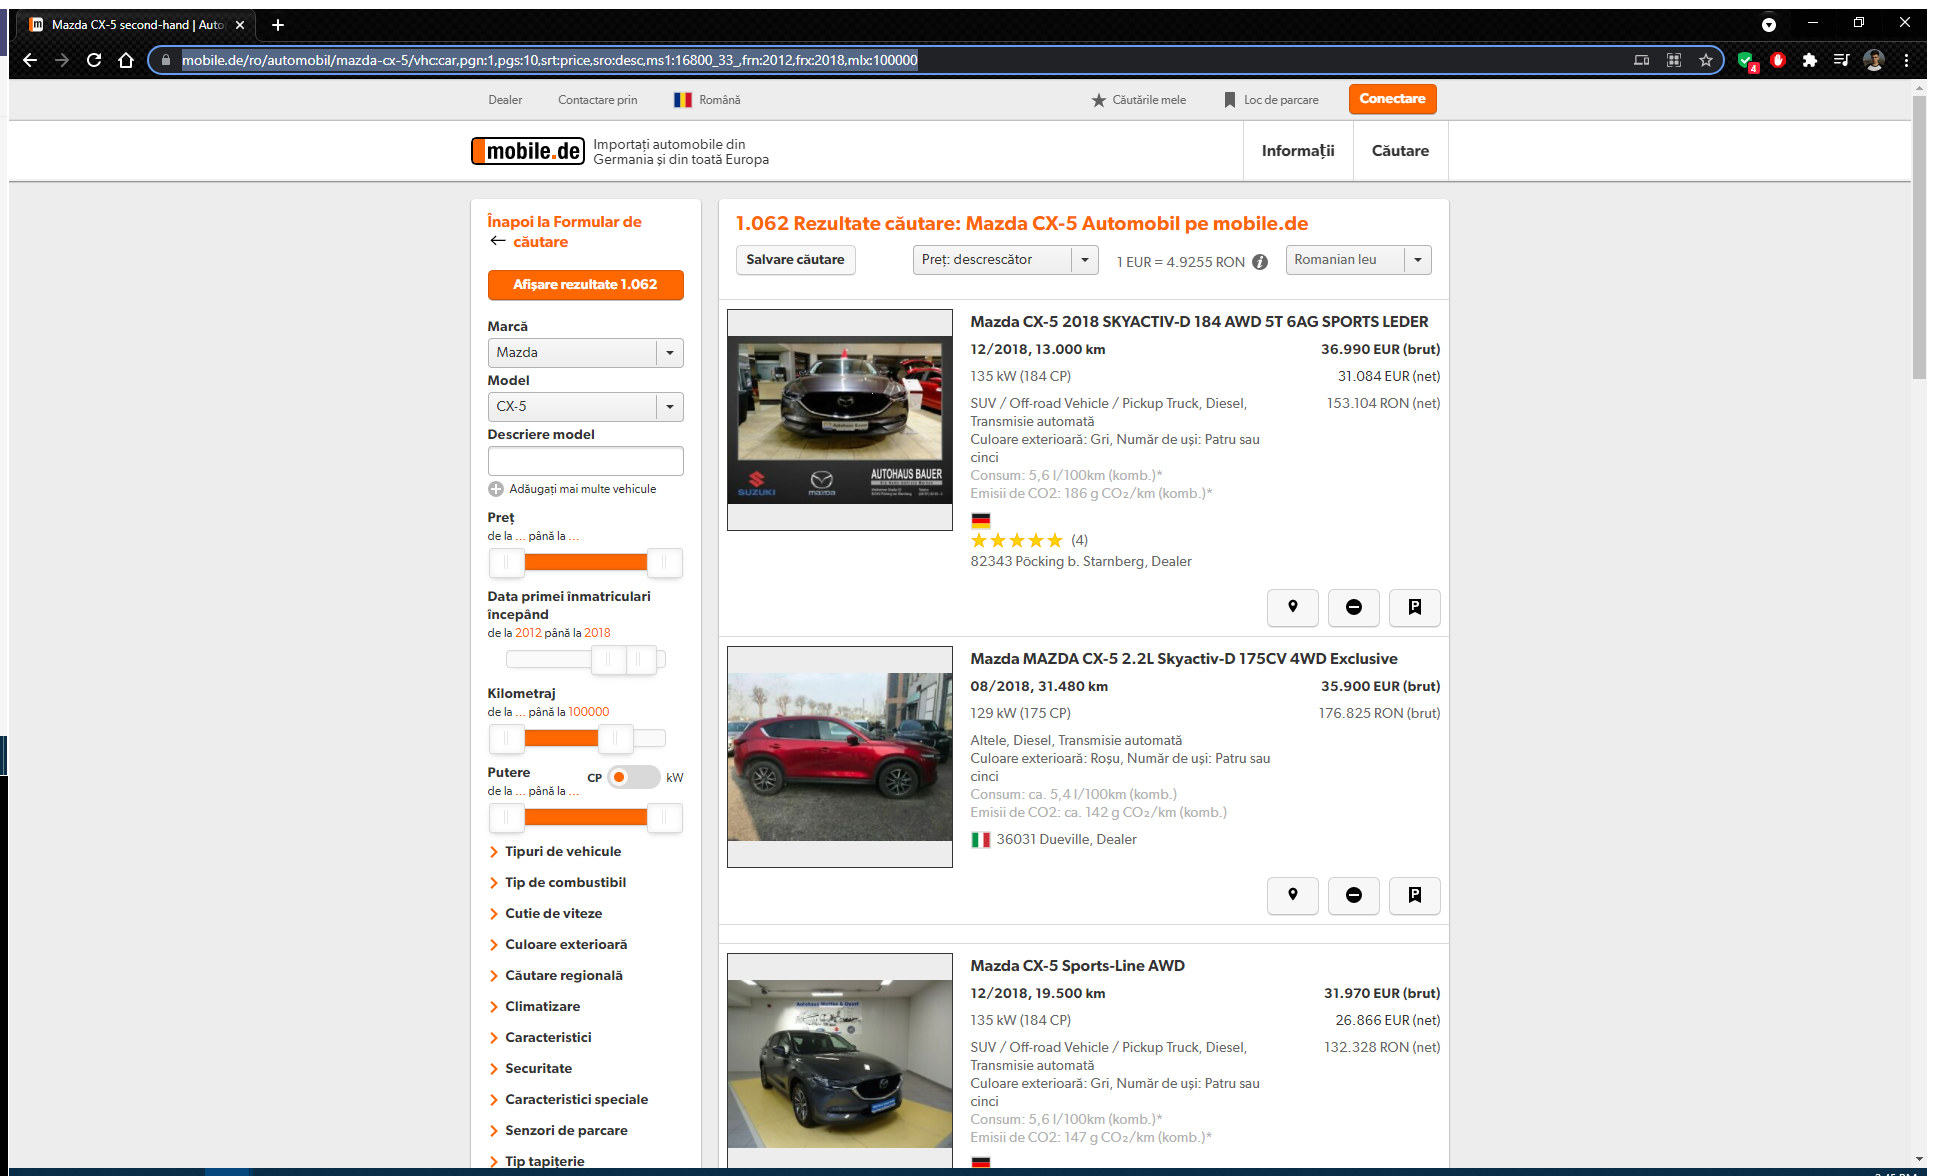 Mazda CX-5 second-hand | Auto
mobile.de/ro/automobil/mazda-cx-5/vhc:car,pgn:1,pgs:10,srt:price,sro:desc,ms1:16800_33_,frn:2012,frx:2018,mlx:100000
4
Dealer
Contactare prin
Română
Căutările mele
Loc de parcare
Conectare
mobile.de
Importați automobile din
Germania și din toată Europa
Informații
Căutare
Înapoi la Formular de
căutare
Afișare rezultate 1.062
Marcă
Mazda
Model
CX-5
Descriere model
Adăugați mai multe vehicule
Preț
de la ... până la ...
Data primei înmatriculari
începând
de la 2012 până la 2018
Kilometraj
de la ... până la 100000
Putere
CP
kW
de la ... până la ...
Tipuri de vehicule
Tip de combustibil
Cutie de viteze
Culoare exterioară
Căutare regională
Climatizare
Caracteristici
Securitate
Caracteristici speciale
Senzori de parcare
Tip tapițerie
1.062 Rezultate căutare: Mazda CX-5 Automobil pe mobile.de
Salvare căutare
Preț: descrescător
1 EUR = 4.9255 RON
Romanian leu
Mazda CX-5 2018 SKYACTIV-D 184 AWD 5T 6AG SPORTS LEDER
12/2018, 13.000 km
36.990 EUR (brut)
135 kW (184 CP)
31.084 EUR (net)
SUV / Off-road Vehicle / Pickup Truck, Diesel,
153.104 RON (net)
Transmisie automată
Culoare exterioară: Gri, Număr de uși: Patru sau
cinci
Consum: 5,6 l/100km (komb.)*
Emisii de CO2: 186 g CO₂/km (komb.)*
(4)
82343 Pöcking b. Starnberg, Dealer
SUZUKI
mazda
AUTOHAUS BAUER
Mazda MAZDA CX-5 2.2L Skyactiv-D 175CV 4WD Exclusive
08/2018, 31.480 km
35.900 EUR (brut)
129 kW (175 CP)
176.825 RON (brut)
Altele, Diesel, Transmisie automată
Culoare exterioară: Roșu, Număr de uși: Patru sau
cinci
Consum: ca. 5,4 l/100km (komb.)
Emisii de CO2: ca. 142 g CO₂/km (komb.)
36031 Dueville, Dealer
Mazda CX-5 Sports-Line AWD
12/2018, 19.500 km
31.970 EUR (brut)
135 kW (184 CP)
26.866 EUR (net)
SUV / Off-road Vehicle / Pickup Truck, Diesel,
132.328 RON (net)
Transmisie automată
Culoare exterioară: Gri, Număr de uși: Patru sau
cinci
Consum: 5,6 l/100km (komb.)*
Emisii de CO2: 147 g CO₂/km (komb.)*